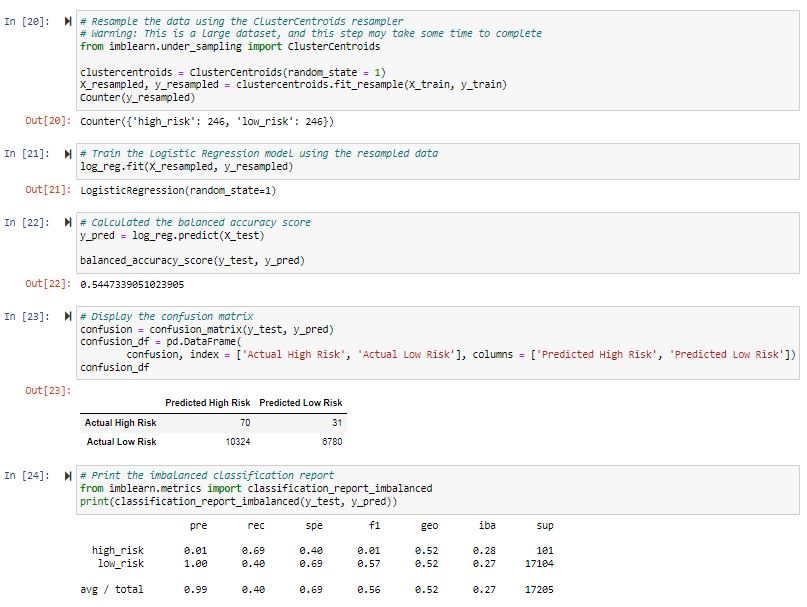 In [20]: # Resample the data using the ClusterCentroids resampler
# Warning: This is a large dataset, and this step may take some time to complete
from imblearn.under_sampling import ClusterCentroids
clustercentroids = ClusterCentroids(random_state = 1)
X_resampled, y_resampled = clustercentroids.fit_resample(X_train, y_train)
Counter(y_resampled)
Out[20]: Counter({'high_risk': 246, 'low_risk': 246})
In [21]: # Train the Logistic Regression model using the resampled data
log_reg.fit(X_resampled, y_resampled)
Out[21]: LogisticRegression(random_state=1)
In [22]: # Calculated the balanced accuracy score
y_pred = log_reg.predict(X_test)
balanced_accuracy_score(y_test, y_pred)
Out[22]: 0.5447339051023905
In [23]: # Display the confusion matrix
confusion = confusion_matrix(y_test, y_pred)
confusion_df = pd.DataFrame(
confusion, index = ['Actual High Risk', 'Actual Low Risk'], columns = ['Predicted High Risk', 'Predicted Low Risk'])
confusion_df
Out[23]:
Predicted High Risk Predicted Low Risk
Actual High Risk 70 31
Actual Low Risk 10324 6780
In [24]: # Print the imbalanced classification report
from imblearn.metrics import classification_report_imbalanced
print(classification_report_imbalanced(y_test, y_pred))
pre rec spe f1 geo iba sup
high_risk 0.01 0.69 0.40 0.01 0.52 0.28 101
low_risk 1.00 0.40 0.69 0.57 0.52 0.27 17104
avg / total 0.99 0.40 0.69 0.56 0.52 0.27 17205